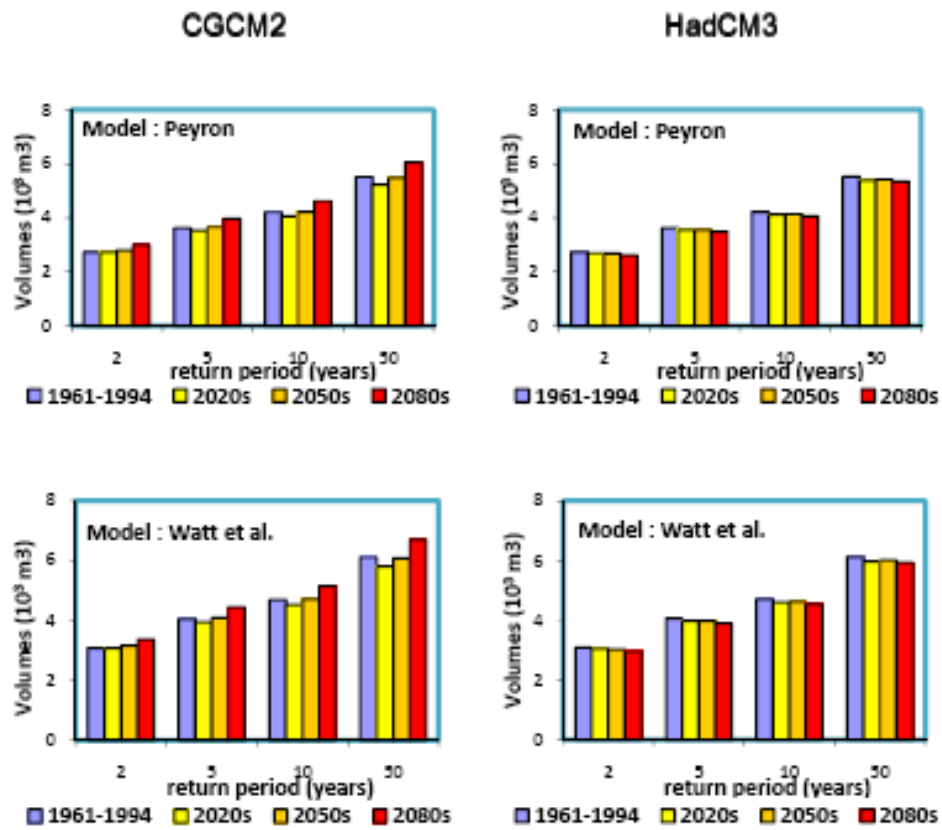 CGCM2
HadCM3
Model : Peyron
Volumes (10³ m3)
8
6
4
2
0
2 5 10 50
return period (years)
1961-1994 2020s 2050s 2080s
Model : Peyron
Volumes (10³ m3)
8
6
4
2
0
2 5 10 50
return period (years)
1961-1994 2020s 2050s 2080s
Model : Watt et al.
Volumes (10³ m3)
8
6
4
2
0
2 5 10 50
return period (years)
1961-1994 2020s 2050s 2080s
Model : Watt et al.
Volumes (10³ m3)
8
6
4
2
0
2 5 10 50
return period (years)
1961-1994 2020s 2050s 2080s